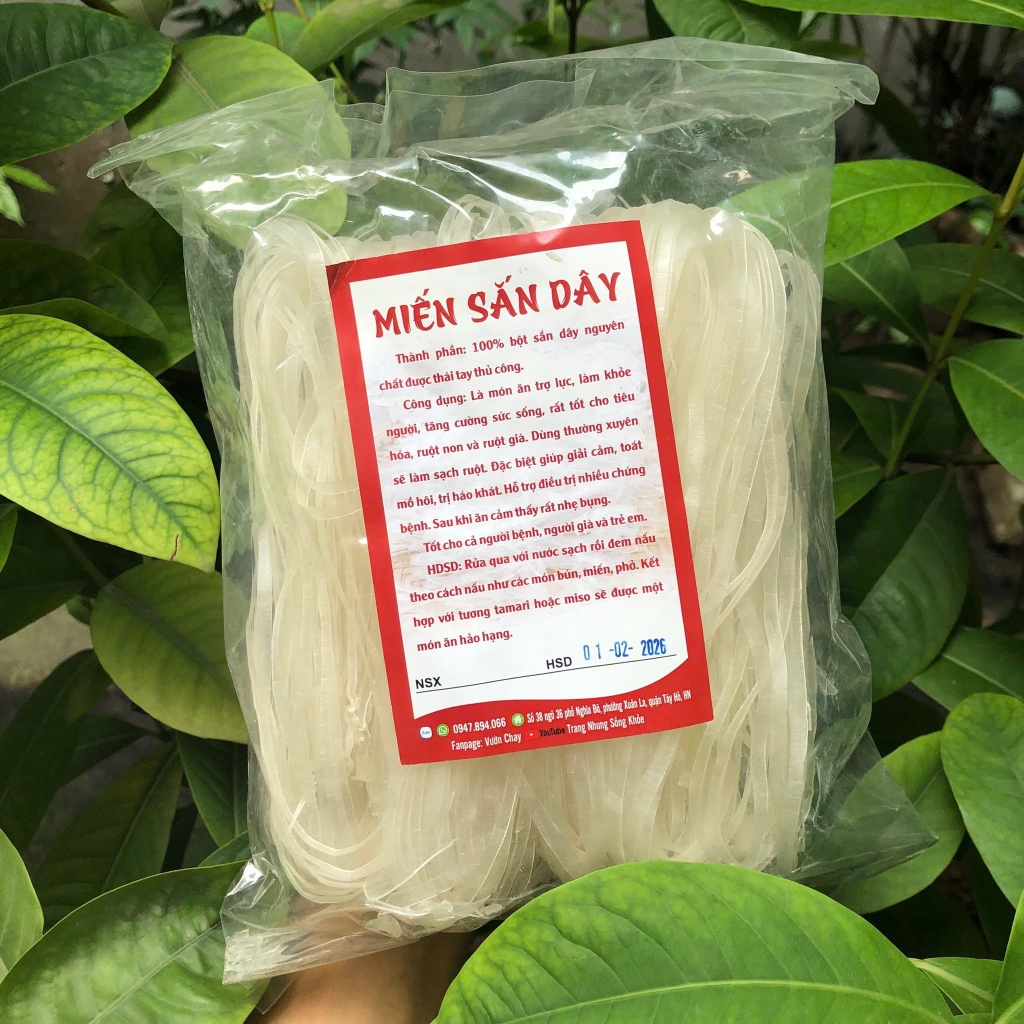 MIẾN SẮN DÂY
Thành phần: 100% bột sắn dây nguyên
chất được thái tay thủ công.
Công dụng: Là món ăn trợ lực, làm khỏe
người, tăng cường sức sống, rất tốt cho tiêu
hóa, ruột non và ruột già. Dùng thường xuyên
sẽ làm sạch ruột. Đặc biệt giúp giải cảm, toát
mồ hôi, trị háo khát. Hỗ trợ điều trị nhiều chứng
bệnh. Sau khi ăn cảm thấy rất nhẹ bụng.
Tốt cho cả người bệnh, người già và trẻ em.
HDSD: Rửa qua với nước sạch rồi đem nấu
theo cách nấu như các món bún, miến, phở. Kết
hợp với tương tamari hoặc miso sẽ được một
món ăn hảo hạng.
NSX HSD 01-02-2026
0947.894.066 Số 38 ngõ 36 phố Nghĩa Đô, phường Xuân La, quận Tây Hồ, HN
Fanpage: Vườn Chay YouTube Trang Nhung Sống Khỏe